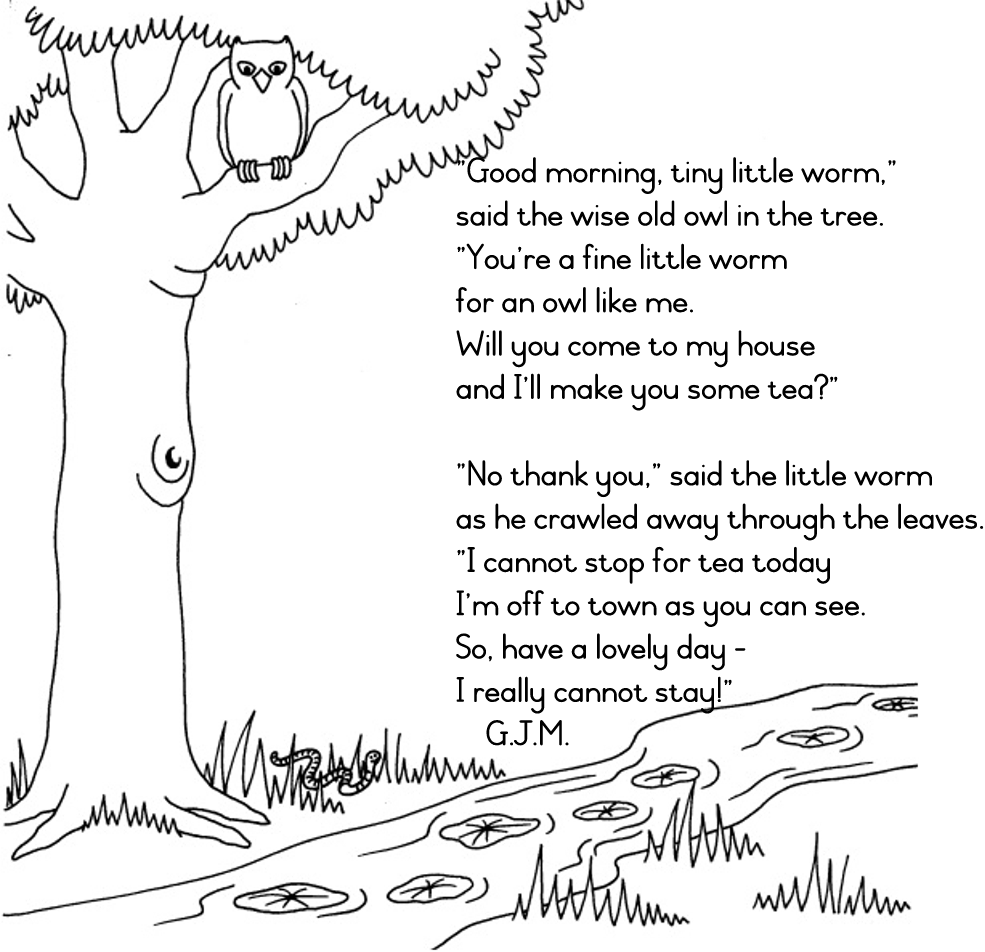 "Good morning, tiny little worm,"
said the wise old owl in the tree.
"You're a fine little worm
for an owl like me.
Will you come to my house
and I'll make you some tea?"
"No thank you," said the little worm
as he crawled away through the leaves.
"I cannot stop for tea today
I'm off to town as you can see.
So, have a lovely day -
I really cannot stay!"
G.J.M.